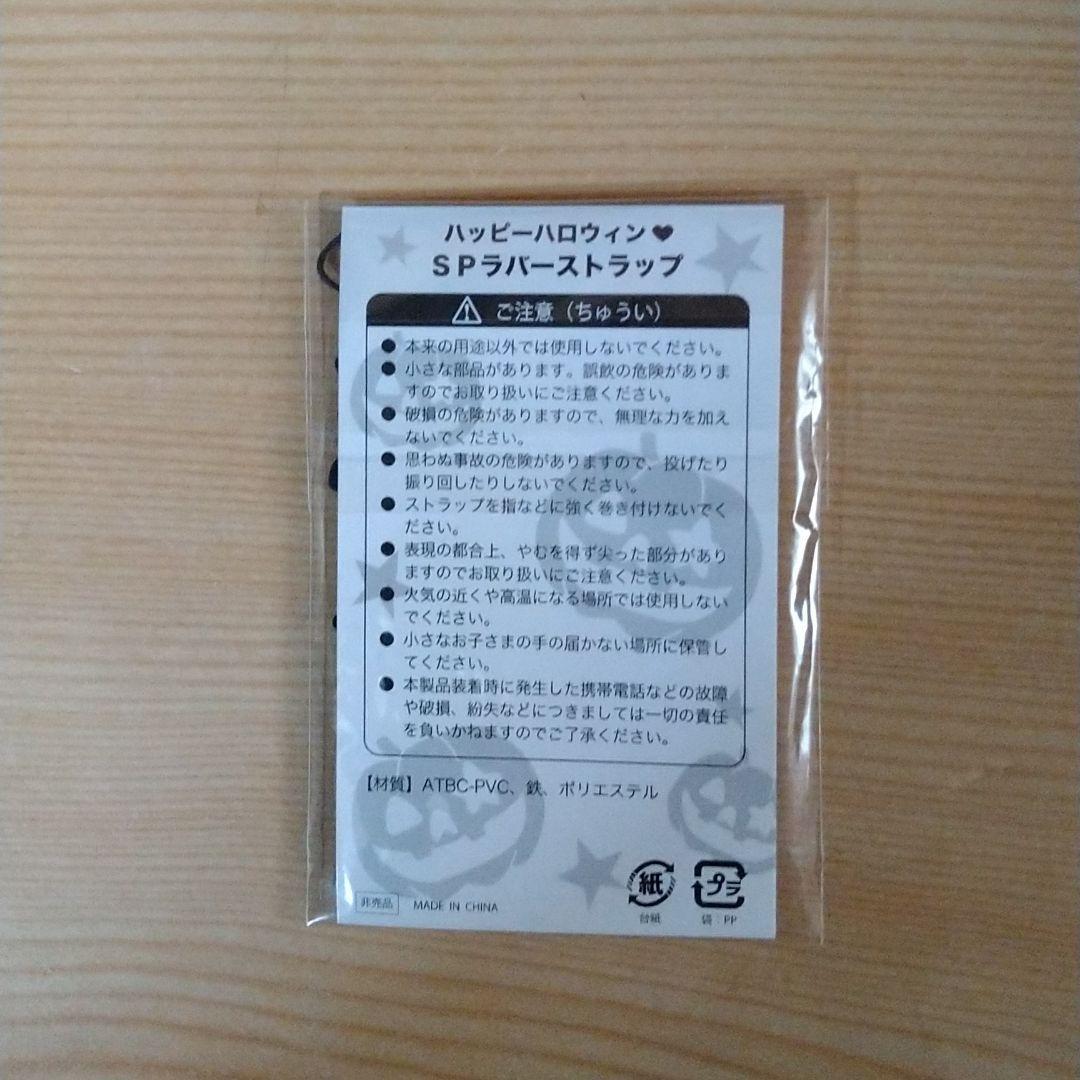 ハッピーハロウィン♥
SPラバーストラップ
ご注意（ちゅうい）
● 本来の用途以外では使用しないでください。
● 小さな部品があります。誤飲の危険がありま
すのでお取り扱いにご注意ください。
● 破損の危険がありますので、無理な力を加え
ないでください。
● 思わぬ事故の危険がありますので、投げたり
振り回したりしないでください。
● ストラップを指などに強く巻き付けないでく
ださい。
● 表現の都合上、やむを得ず尖った部分があり
ますのでお取り扱いにご注意ください。
● 火気の近くや高温になる場所では使用しない
でください。
● 小さなお子さまの手の届かない場所に保管し
てください。
● 本製品装着時に発生した携帯電話などの故障
や破損、紛失などにつきましては一切の責任
を負いかねますのでご了承ください。
【材質】ATBC-PVC、鉄、ポリエステル
紙 プラ
台紙 袋：PP
非売品 MADE IN CHINA